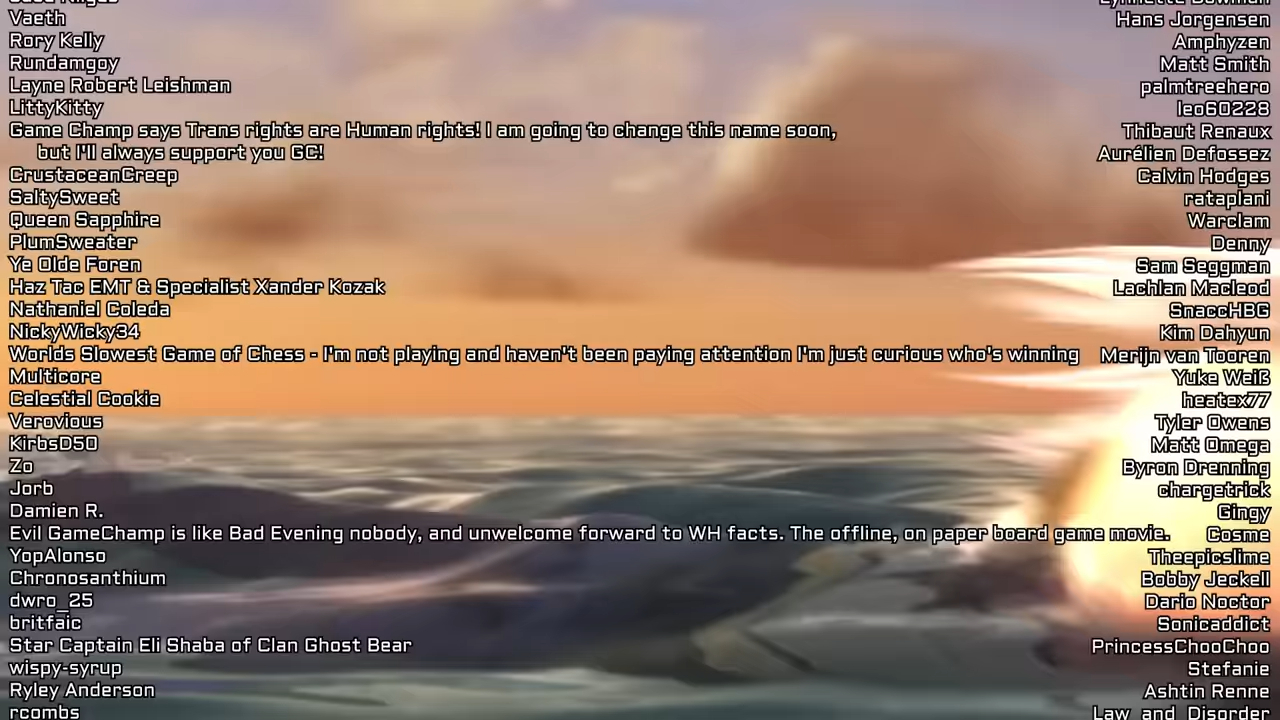 Vaeth
Rory Kelly
Rundamgoy
Layne Robert Leishman
LittyKitty
Game Champ says Trans rights are Human rights! I am going to change this name soon,
but I'll always support you GC!
CrustaceanCreep
SaltySweet
Queen Sapphire
PlumSweater
Ye Olde Foren
Haz Tac EMT & Specialist Xander Kozak
Nathaniel Coleda
NickyWicky34
Worlds Slowest Game of Chess - I'm not playing and haven't been paying attention I'm just curious who's winning
Multicore
Celestial Cookie
Verovious
KirbsD50
Zo
Jorb
Damien R.
Evil GameChamp is like Bad Evening nobody, and unwelcome forward to WH facts. The offline, on paper board game movie.
YopAlonso
Chronosanthium
dwro_25
britfaic
Star Captain Eli Shaba of Clan Ghost Bear
wispy-syrup
Ryley Anderson
rcombs
Hans Jorgensen
Amphyzen
Matt Smith
palmtreehero
leo60228
Thibaut Renaux
Aurélien Defossez
Calvin Hodges
rataplani
Warclam
Denny
Sam Seggman
Lachlan Macleod
SnaccHBG
Kim Dahyun
Merijn van Tooren
Yuke Weiß
heatex77
Tyler Owens
Matt Omega
Byron Drenning
chargetrick
Gingy
Cosme
Theepicslime
Bobby Jeckell
Dario Noctor
Sonicaddict
PrincessChooChoo
Stefanie
Ashtin Renne
Law_and_Disorder